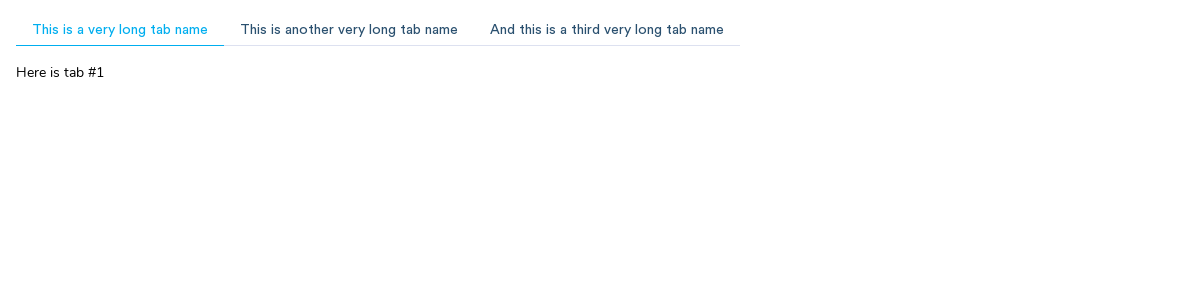 This is a very long tab name This is another very long tab name And this is a third very long tab name
Here is tab #1